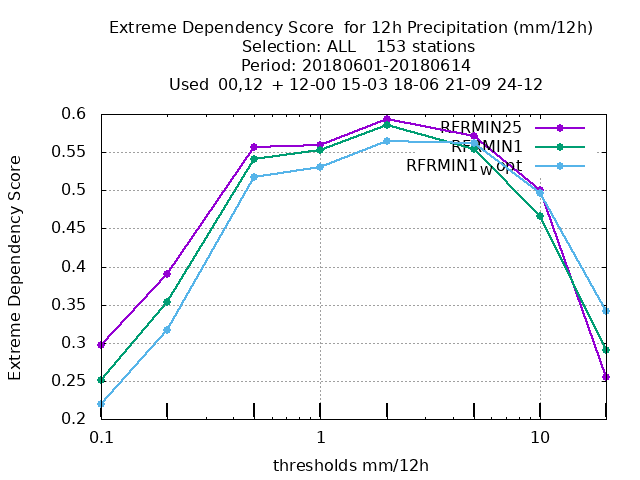 Extreme Dependency Score for 12h Precipitation (mm/12h)
Selection: ALL 153 stations
Period: 20180601-20180614
Used 00,12 + 12-00 15-03 18-06 21-09 24-12
0.6
0.55
0.5
0.45
0.4
0.35
0.3
0.25
0.2
Extreme Dependency Score
RFRMIN25
RFRMIN1
RFRMIN1wopt
0.1 1 10
thresholds mm/12h